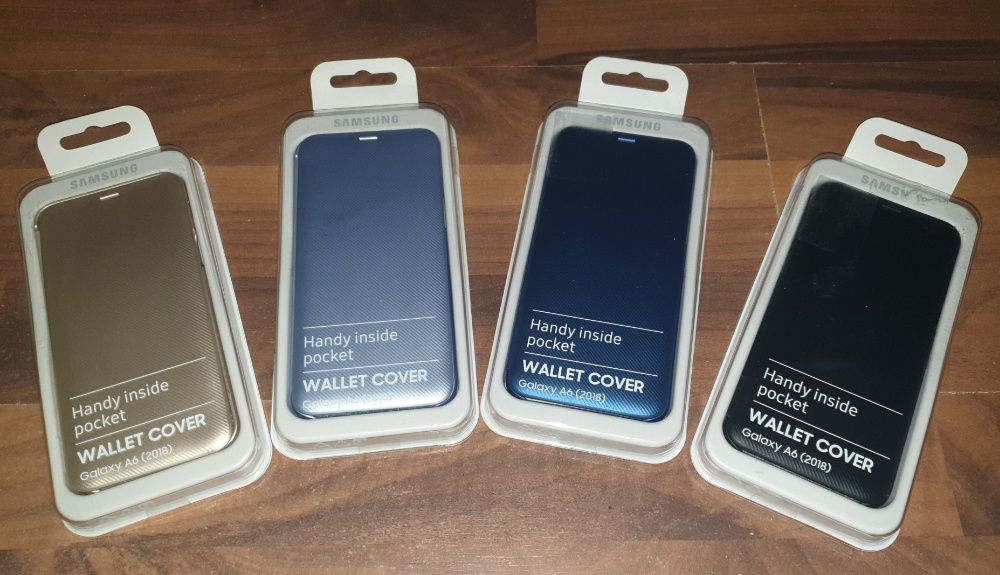 SAMSUNG
Handy inside
pocket
WALLET COVER
Galaxy A6 (2018)
SAMSUNG
Handy inside
pocket
WALLET COVER
SAMSUNG
Handy inside
pocket
WALLET COVER
Galaxy A6 (2018)
SAMSUNG
Handy inside
pocket
WALLET COVER
Galaxy A6 (2018)